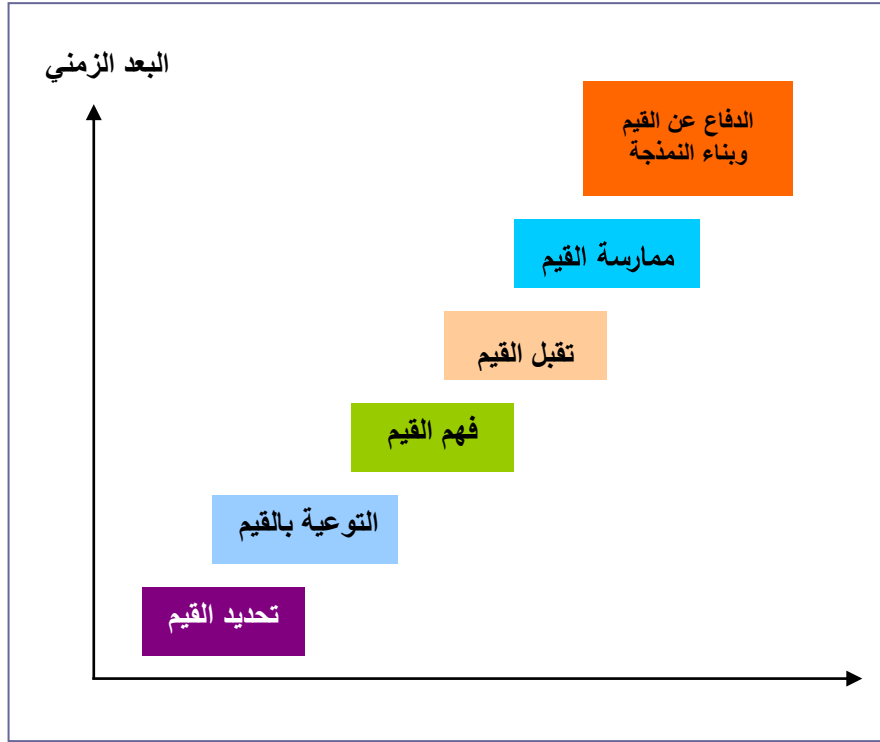 البعد الزمني
الدفاع عن القيم
وبناء النمذجة
ممارسة القيم
تقبل القيم
فهم القيم
التوعية بالقيم
تحديد القيم